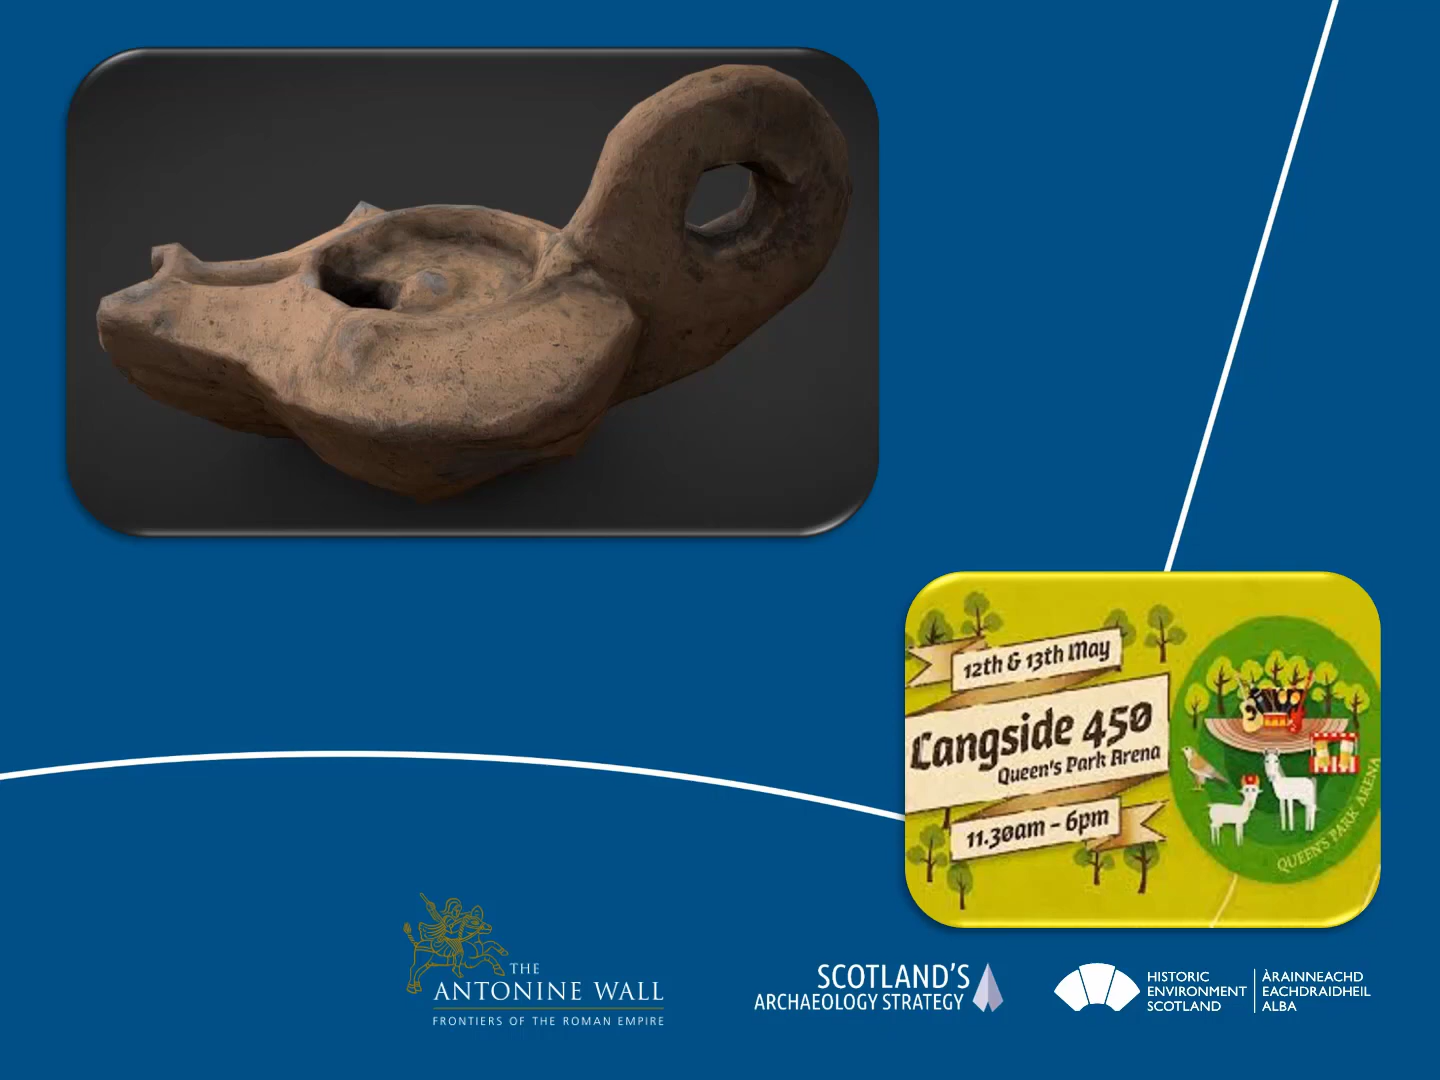 12th & 13th May
Langside 450
Queen's Park Arena
11.30am - 6pm
QUEEN'S PARK ARENA
THE
ANTONINE WALL
FRONTIERS OF THE ROMAN EMPIRE
SCOTLAND'S
ARCHAEOLOGY STRATEGY
HISTORIC
ENVIRONMENT
SCOTLAND
ÀRAINNEACHD
EACHDRAIDHEIL
ALBA